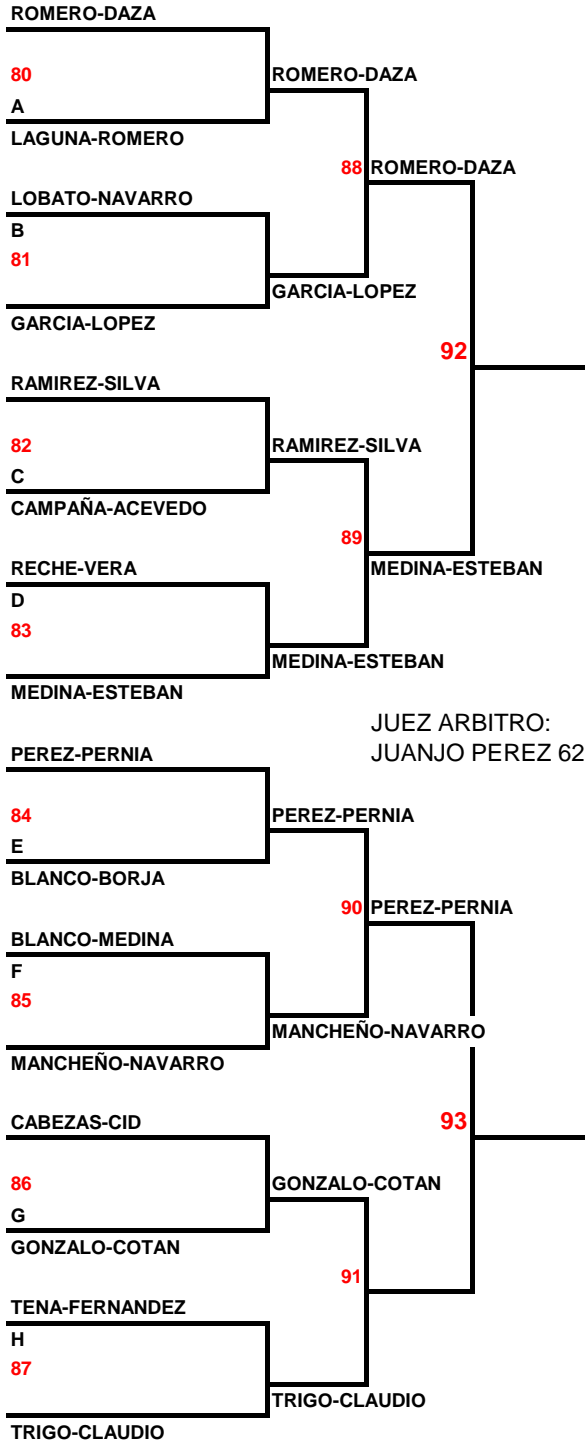 ROMERO-DAZA
80
ROMERO-DAZA
A
LAGUNA-ROMERO
88 ROMERO-DAZA
LOBATO-NAVARRO
B
81
GARCIA-LOPEZ
GARCIA-LOPEZ
92
RAMIREZ-SILVA
82
RAMIREZ-SILVA
C
CAMPAÑA-ACEVEDO
89
RECHE-VERA
MEDINA-ESTEBAN
D
83
MEDINA-ESTEBAN
MEDINA-ESTEBAN
JUEZ ARBITRO:
JUANJO PEREZ 62
PEREZ-PERNIA
84
PEREZ-PERNIA
E
BLANCO-BORJA
90 PEREZ-PERNIA
BLANCO-MEDINA
F
85
MANCHEÑO-NAVARRO
MANCHEÑO-NAVARRO
CABEZAS-CID
93
86
GONZALO-COTAN
G
GONZALO-COTAN
91
TENA-FERNANDEZ
H
87
TRIGO-CLAUDIO
TRIGO-CLAUDIO